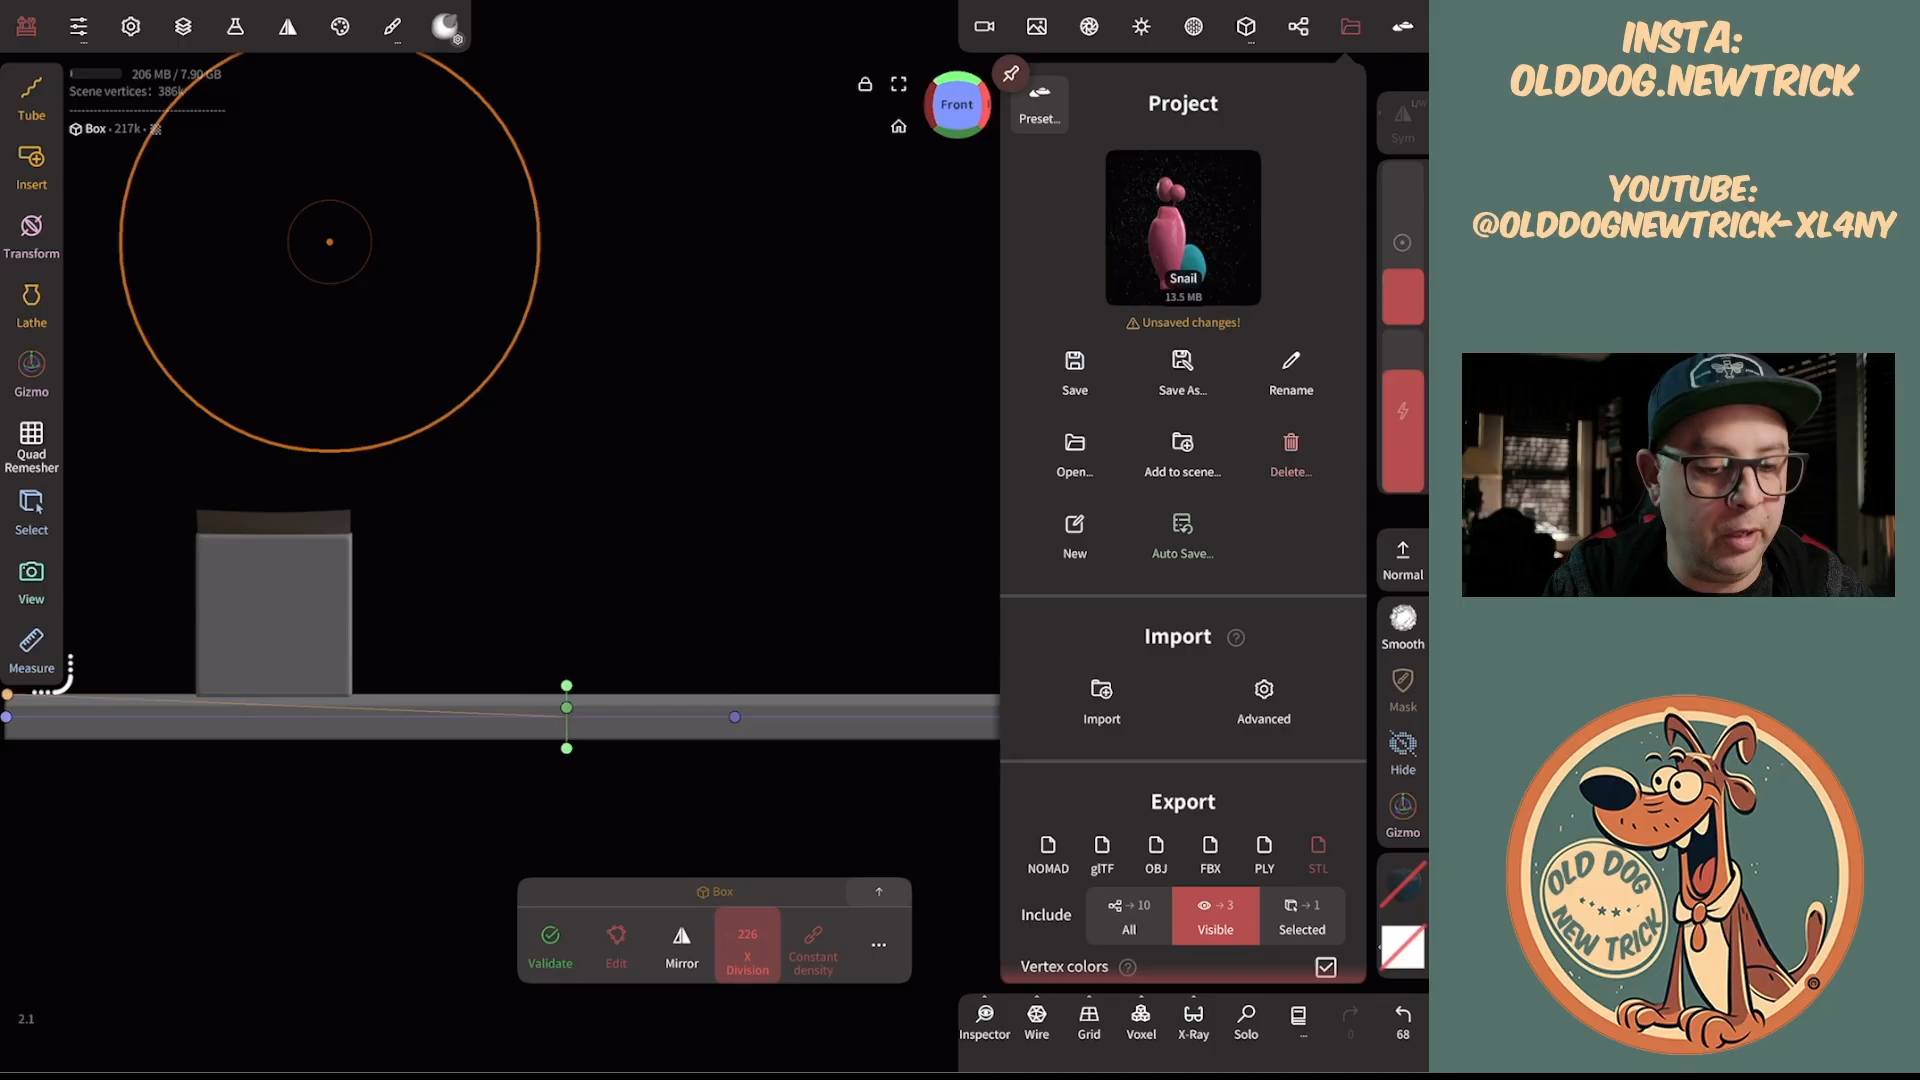 206 MB / 7.90 GB
Scene vertices: 386k
Box · 217k ·
Tube
Insert
Transform
Lathe
Gizmo
Quad
Remesher
Select
View
Measure
2.1
Front
Preset...
Project
Snail
13.5 MB
Unsaved changes!
Save
Save As...
Rename
Open...
Add to scene...
Delete...
New
Auto Save...
Import
?
Import
Advanced
Export
NOMAD
glTF
OBJ
FBX
PLY
STL
Include
→ 10
All
→ 3
Visible
→ 1
Selected
Vertex colors
?
Box
Validate
Edit
Mirror
226
X
Division
Constant
density
...
L/W
Sym
Normal
Smooth
Mask
Hide
Gizmo
Inspector
Wire
Grid
Voxel
X-Ray
Solo
...
0
68
INSTA:
OLDDOG.NEWTRICK
YOUTUBE:
@OLDDOGNEWTRICK-XL4NY
OLD DOG
NEW TRICK